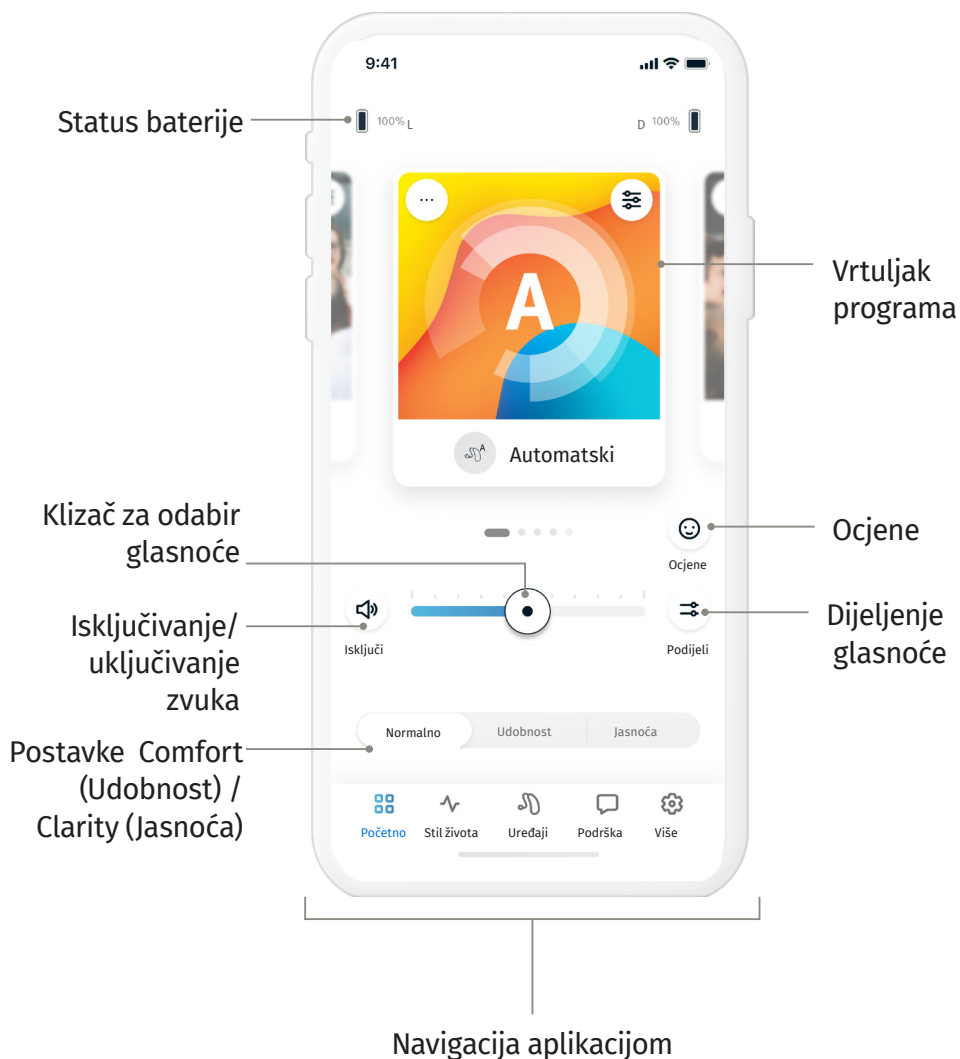 9:41
Status baterije
100% L
D 100%
...
A
Vrtuljak
programa
A
Automatski
Klizač za odabir
glasnoće
Ocjene
Ocjene
Isključivanje/
uključivanje
zvuka
Isključi
Podijeli
Dijeljenje
glasnoće
Normalno
Udobnost
Jasnoća
Postavke Comfort
(Udobnost) /
Clarity (Jasnoća)
Početno
Stil života
Uređaji
Podrška
Više
Navigacija aplikacijom